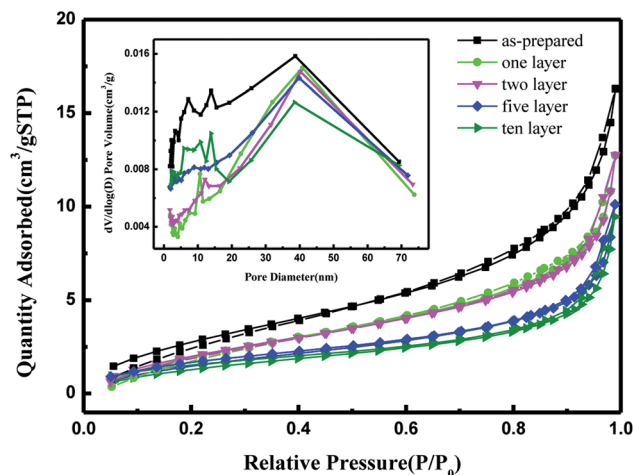 20
15
10
5
0
Quantity Adsorbed(cm³/gSTP)
0.0 0.2 0.4 0.6 0.8 1.0
Relative Pressure(P/P₀)
as-prepared
one layer
two layer
five layer
ten layer
0.016
0.012
0.008
0.004
dV/dlog(D) Pore Volume(cm³/g)
0 10 20 30 40 50 60 70 80
Pore Diameter(nm)